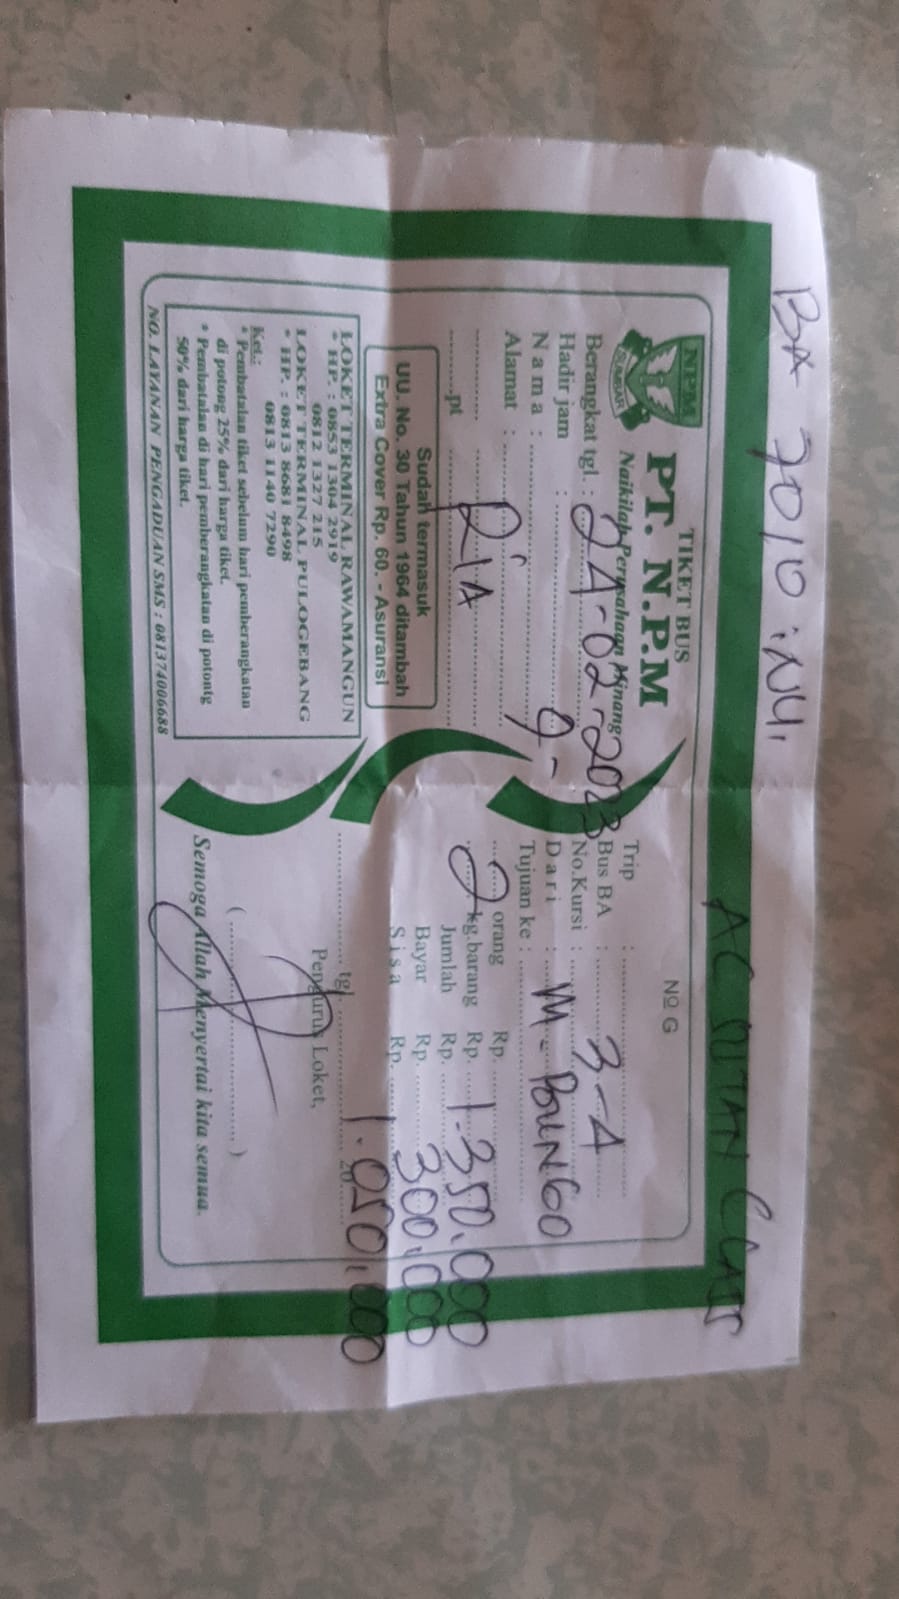 BA 7010 NU
AC SUTAN CLASS
NPM
SUMBAR
TIKET BUS
PT. N.P.M
Naikilah Perusahaan Minang
No G
Berangkat tgl. : 24-02-2023
Hadir jam : 9-
N a m a :
Alamat : RIA
pt
Trip :
Bus BA : 3-4
No.Kursi :
D a r i : M- BUNGO
Tujuan ke :
2 orang Rp.
kg.barang Rp. 1.350.000
Jumlah Rp. 300.000
Bayar Rp.
S i s a Rp. 1.050.000
Sudah termasuk
UU. No. 30 Tahun 1964 ditambah
Extra Cover Rp. 60.- Asuransi
LOKET TERMINAL RAWAMANGUN
* HP. : 0853 1304 2919
0812 1327 215
LOKET TERMINAL PULOGEBANG
* HP. : 0813 8681 8498
0813 1140 7290
Ket.:
* Pembatalan tiket sebelum hari pemberangkatan
di potong 25% dari harga tiket.
* Pembatalan di hari pemberangkatan di potontg
50% dari harga tiket.
NO. LAYANAN PENGADUAN SMS : 081374006688
tgl. 20
Pengurus Loket,
( )
Semoga Allah Menyertai kita semua.